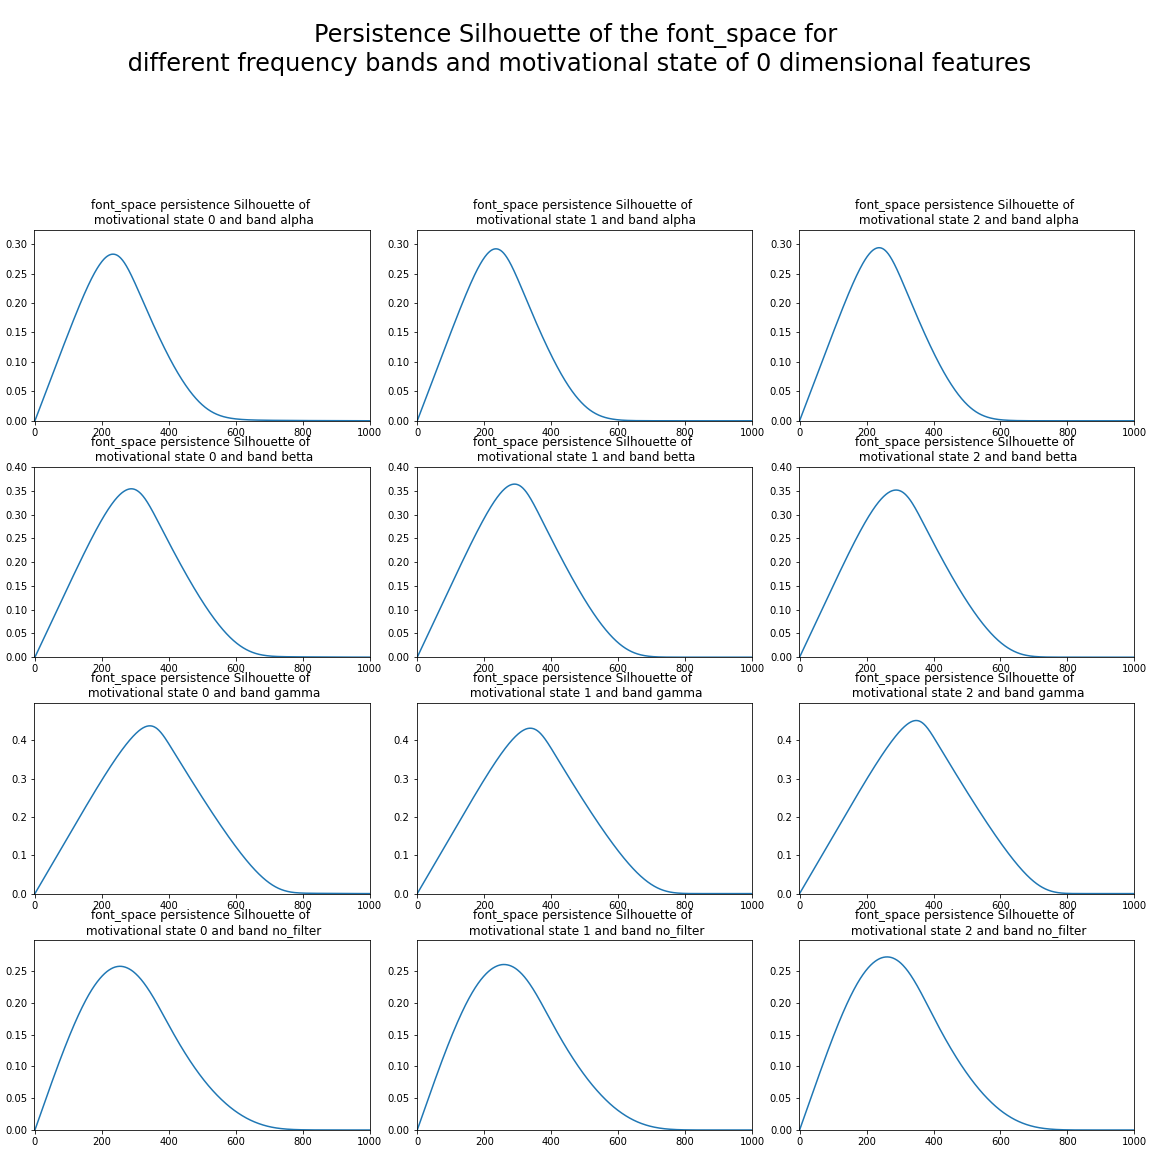 Persistence Silhouette of the font_space for
different frequency bands and motivational state of 0 dimensional features
font_space persistence Silhouette of
motivational state 0 and band alpha
0.30
0.25
0.20
0.15
0.10
0.05
0.00
0 200 400 600 800 1000
font_space persistence Silhouette of
motivational state 1 and band alpha
0.30
0.25
0.20
0.15
0.10
0.05
0.00
0 200 400 600 800 1000
font_space persistence Silhouette of
motivational state 2 and band alpha
0.30
0.25
0.20
0.15
0.10
0.05
0.00
0 200 400 600 800 1000
font_space persistence Silhouette of
motivational state 0 and band betta
0.40
0.35
0.30
0.25
0.20
0.15
0.10
0.05
0.00
0 200 400 600 800 1000
font_space persistence Silhouette of
motivational state 1 and band betta
0.40
0.35
0.30
0.25
0.20
0.15
0.10
0.05
0.00
0 200 400 600 800 1000
font_space persistence Silhouette of
motivational state 2 and band betta
0.40
0.35
0.30
0.25
0.20
0.15
0.10
0.05
0.00
0 200 400 600 800 1000
font_space persistence Silhouette of
motivational state 0 and band gamma
0.4
0.3
0.2
0.1
0.0
0 200 400 600 800 1000
font_space persistence Silhouette of
motivational state 1 and band gamma
0.4
0.3
0.2
0.1
0.0
0 200 400 600 800 1000
font_space persistence Silhouette of
motivational state 2 and band gamma
0.4
0.3
0.2
0.1
0.0
0 200 400 600 800 1000
font_space persistence Silhouette of
motivational state 0 and band no_filter
0.25
0.20
0.15
0.10
0.05
0.00
0 200 400 600 800 1000
font_space persistence Silhouette of
motivational state 1 and band no_filter
0.25
0.20
0.15
0.10
0.05
0.00
0 200 400 600 800 1000
font_space persistence Silhouette of
motivational state 2 and band no_filter
0.25
0.20
0.15
0.10
0.05
0.00
0 200 400 600 800 1000